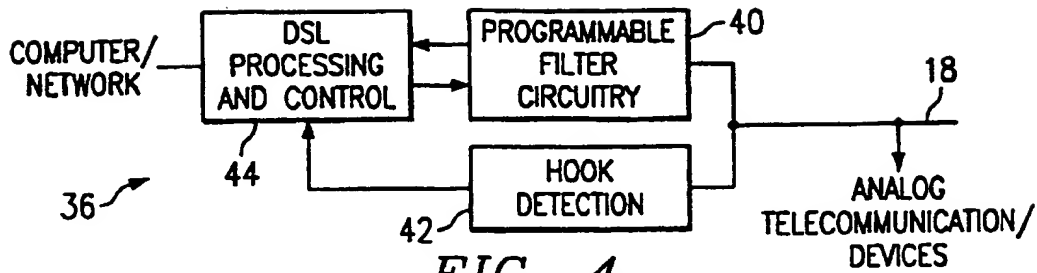 COMPUTER/
NETWORK
DSL
PROCESSING
AND CONTROL
44
PROGRAMMABLE
FILTER
CIRCUITRY
40
HOOK
DETECTION
42
18
ANALOG
TELECOMMUNICATION/
DEVICES
36
FIG. 4